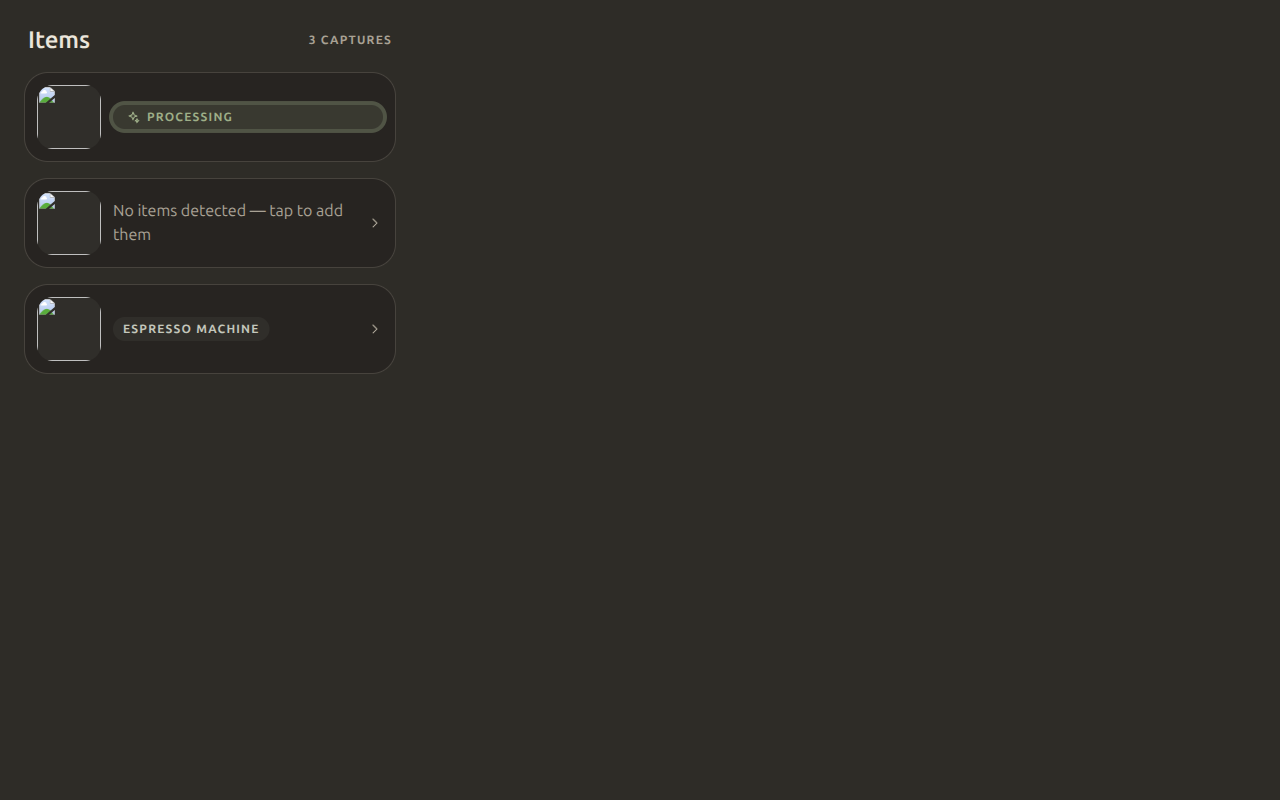 Items
3 CAPTURES
PROCESSING
No items detected — tap to add
them
ESPRESSO MACHINE